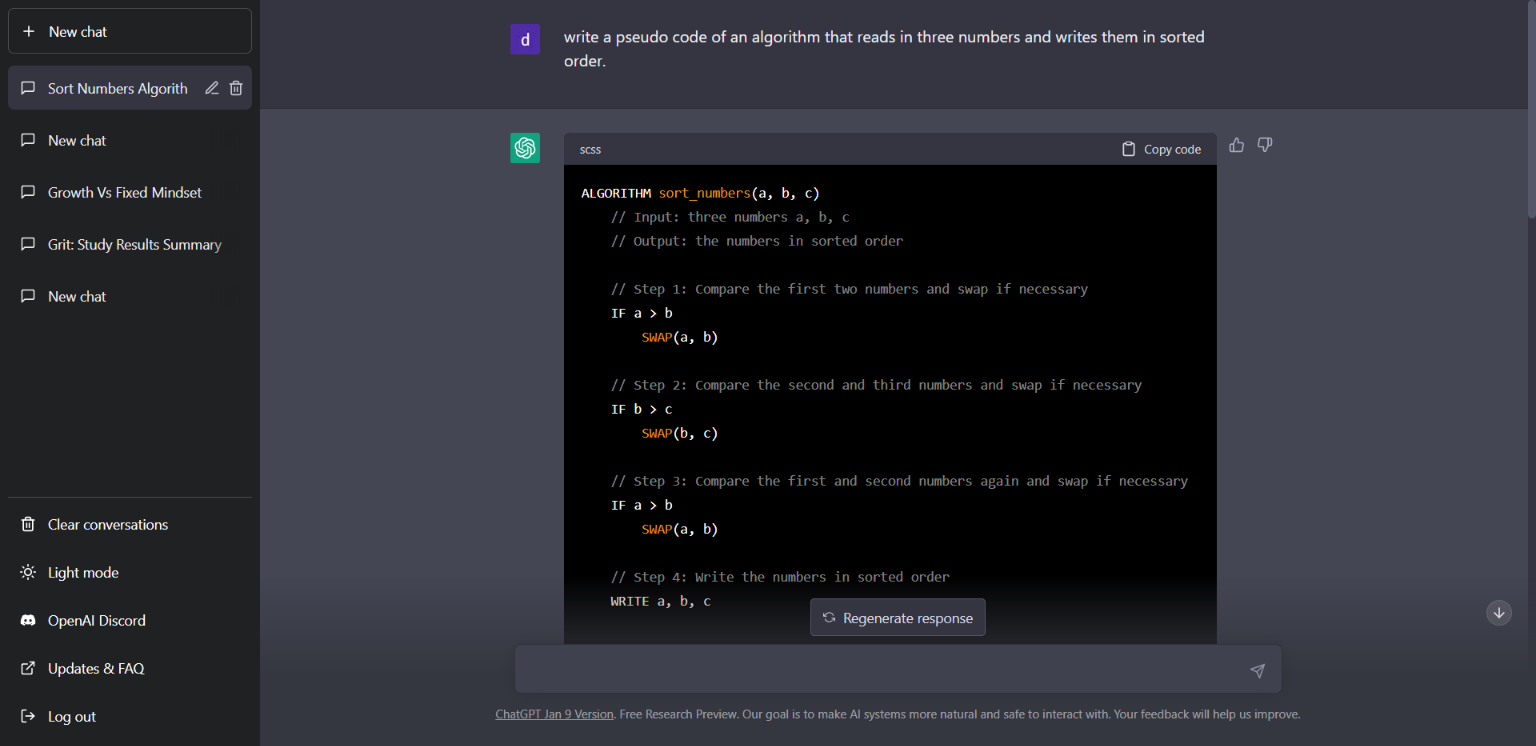 New chat
Sort Numbers Algorith
New chat
Growth Vs Fixed Mindset
Grit: Study Results Summary
New chat
Clear conversations
Light mode
OpenAI Discord
Updates & FAQ
Log out
d
write a pseudo code of an algorithm that reads in three numbers and writes them in sorted
order.
scss
Copy code
ALGORITHM sort_numbers(a, b, c)
// Input: three numbers a, b, c
// Output: the numbers in sorted order
// Step 1: Compare the first two numbers and swap if necessary
IF a > b
SWAP(a, b)
// Step 2: Compare the second and third numbers and swap if necessary
IF b > c
SWAP(b, c)
// Step 3: Compare the first and second numbers again and swap if necessary
IF a > b
SWAP(a, b)
// Step 4: Write the numbers in sorted order
WRITE a, b, c
Regenerate response
ChatGPT Jan 9 Version. Free Research Preview. Our goal is to make AI systems more natural and safe to interact with. Your feedback will help us improve.